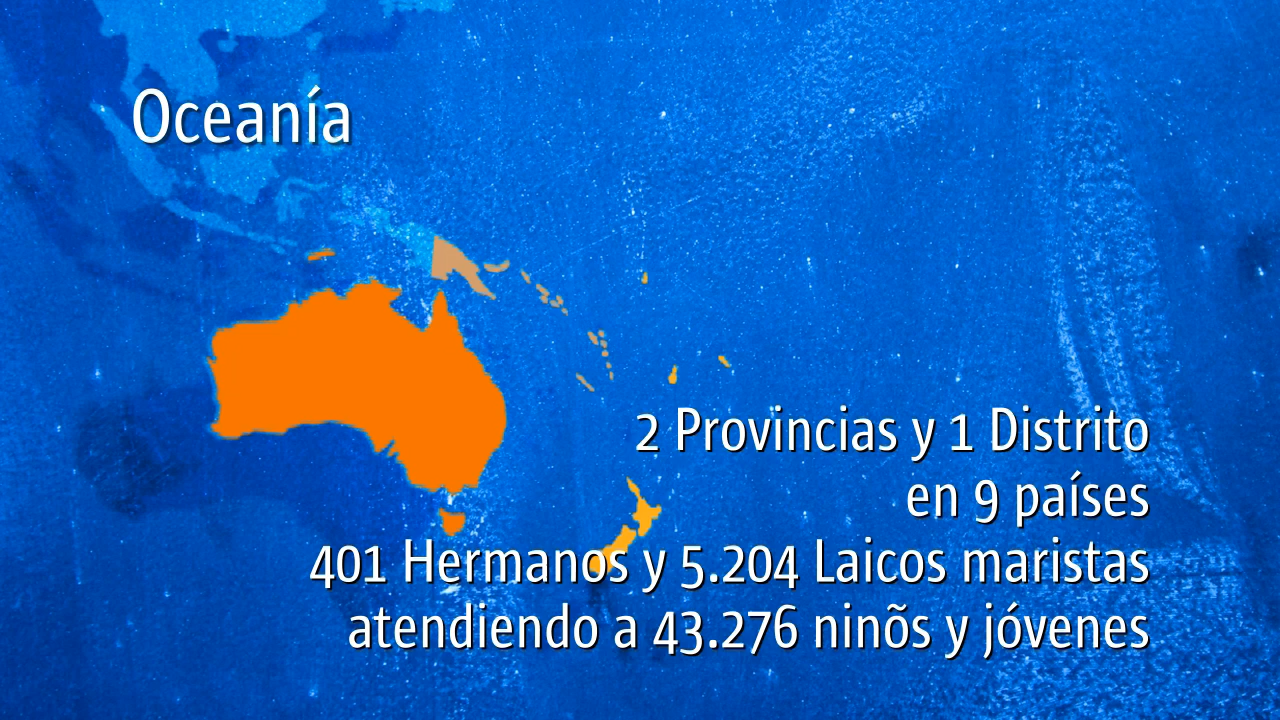 Oceanía
2 Provincias y 1 Distrito
en 9 países
401 Hermanos y 5.204 Laicos maristas
atendiendo a 43.276 ninõs y jóvenes